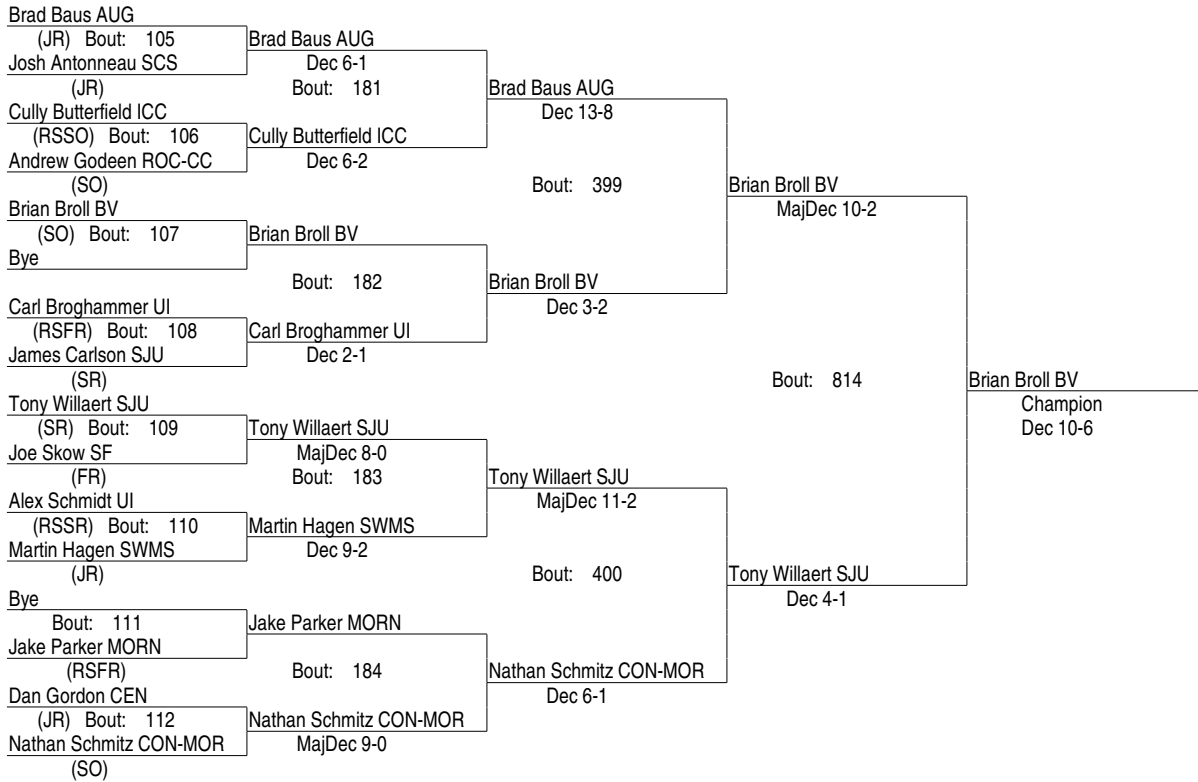 Brad Baus AUG
(JR) Bout: 105 Brad Baus AUG
Josh Antonneau SCS Dec 6-1
(JR) Bout: 181 Brad Baus AUG
Cully Butterfield ICC Dec 13-8
(RSSO) Bout: 106 Cully Butterfield ICC
Andrew Godeen ROC-CC Dec 6-2
(SO) Bout: 399 Brian Broll BV
Brian Broll BV MajDec 10-2
(SO) Bout: 107 Brian Broll BV
Bye
Bout: 182 Brian Broll BV
Carl Broghammer UI Dec 3-2
(RSFR) Bout: 108 Carl Broghammer UI
James Carlson SJU Dec 2-1
(SR) Bout: 814 Brian Broll BV
Tony Willaert SJU Champion
(SR) Bout: 109 Tony Willaert SJU Dec 10-6
Joe Skow SF MajDec 8-0
(FR) Bout: 183 Tony Willaert SJU
Alex Schmidt UI MajDec 11-2
(RSSR) Bout: 110 Martin Hagen SWMS
Martin Hagen SWMS Dec 9-2
(JR) Bout: 400 Tony Willaert SJU
Bye Dec 4-1
Bout: 111 Jake Parker MORN
Jake Parker MORN
(RSFR) Bout: 184 Nathan Schmitz CON-MOR
Dan Gordon CEN Dec 6-1
(JR) Bout: 112 Nathan Schmitz CON-MOR
Nathan Schmitz CON-MOR MajDec 9-0
(SO)